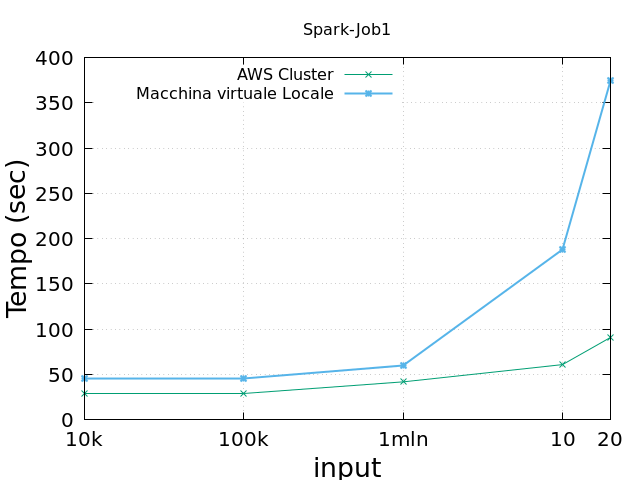 Spark-Job1
AWS Cluster
Macchina virtuale Locale
400
350
300
250
200
150
100
50
0
Tempo (sec)
10k 100k 1mln 10 20
input